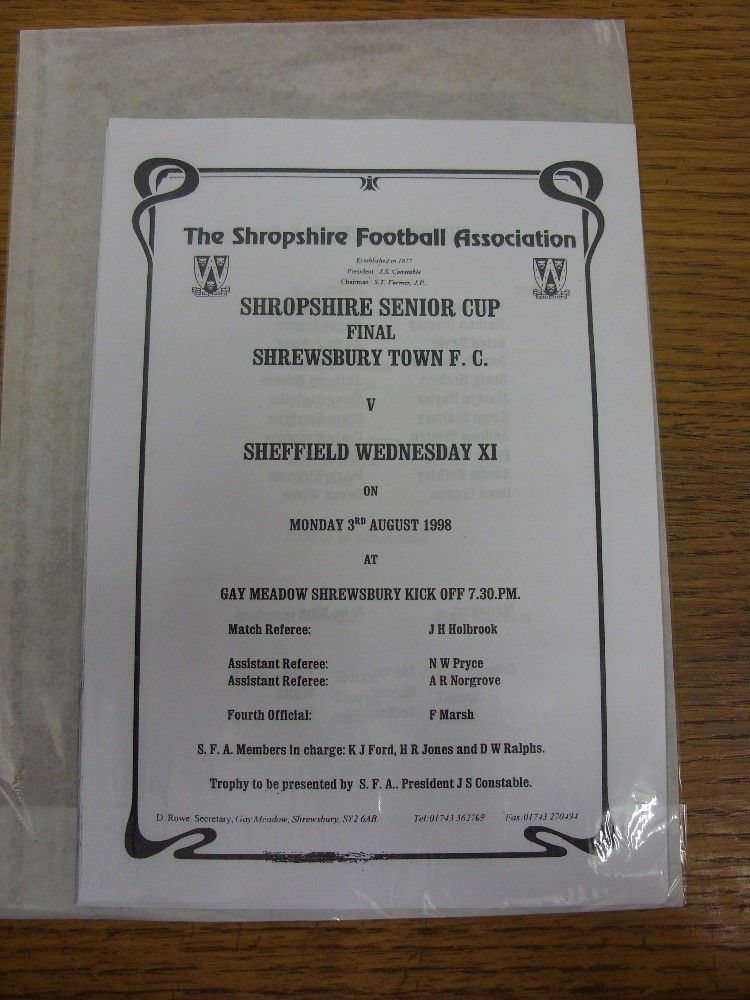 The Shropshire Football Association
Established in 1877
President : J.S. Constable
Chairman : S.T. Farmer, J.P..
SHROPSHIRE SENIOR CUP
FINAL
SHREWSBURY TOWN F. C.
V
SHEFFIELD WEDNESDAY XI
ON
MONDAY 3RD AUGUST 1998
AT
GAY MEADOW SHREWSBURY KICK OFF 7.30.PM.
Match Referee: J H Holbrook
Assistant Referee: N W Pryce
Assistant Referee: A R Norgrove
Fourth Official: F Marsh
S. F. A. Members in charge: K J Ford, H R Jones and D W Ralphs.
Trophy to be presented by S. F. A.. President J S Constable.
D. Rowe Secretary, Gay Meadow, Shrewsbury, SY2 6AB. Tel:01743 362769 Fax:01743 270494